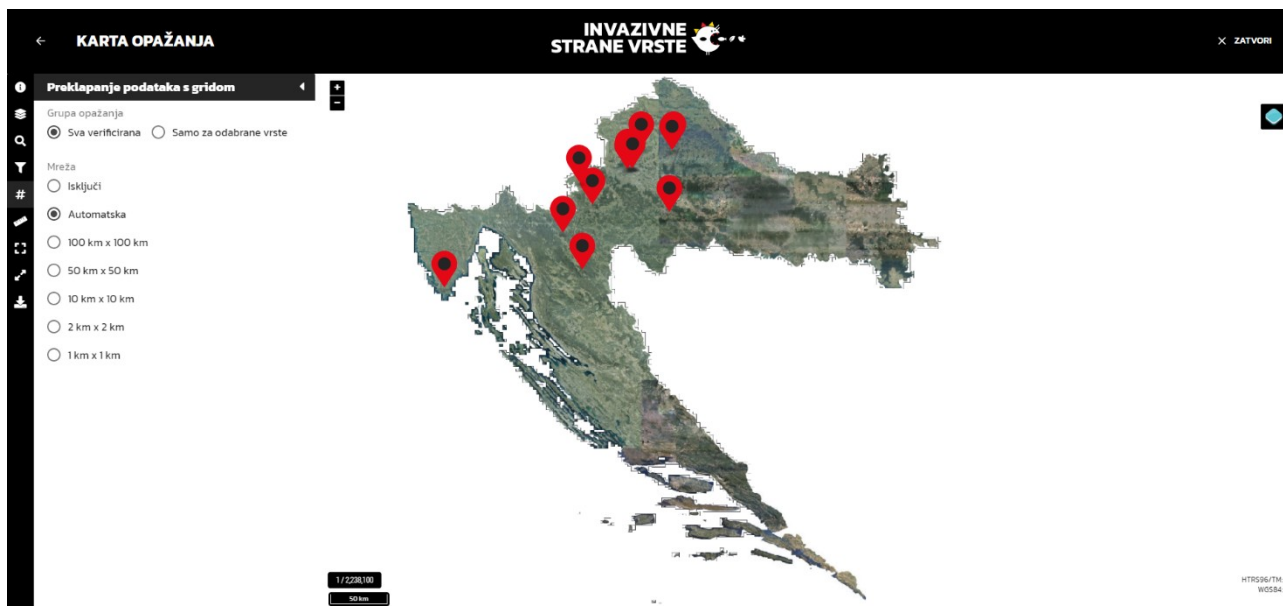 KARTA OPAŽANJA
INVAZIVNE
STRANE VRSTE
ZATVORI
Preklapanje podataka s gridom
Grupa opažanja
Sva verificirana
Samo za odabrane vrste
Mreža
Isključi
Automatska
100 km x 100 km
50 km x 50 km
10 km x 10 km
2 km x 2 km
1 km x 1 km
1 / 2,238,100
50 km
HTRS96/TM:
WGS84: